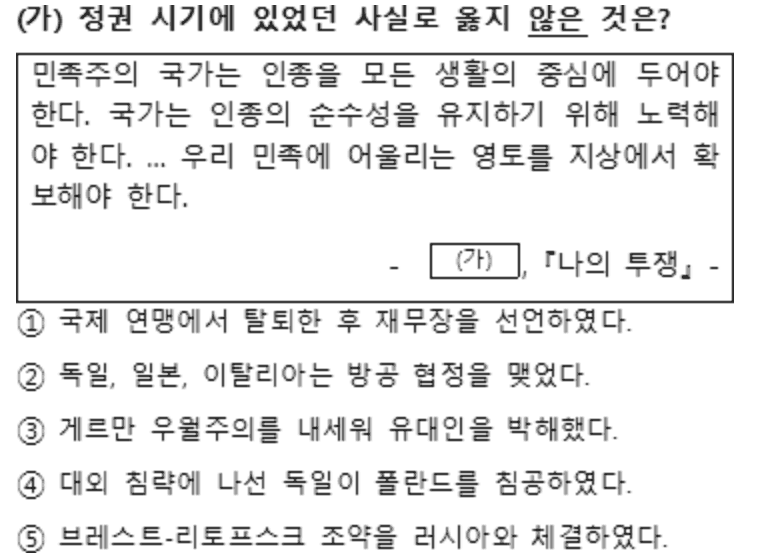 (가) 정권 시기에 있었던 사실로 옳지 않은 것은?
민족주의 국가는 인종을 모든 생활의 중심에 두어야
한다. 국가는 인종의 순수성을 유지하기 위해 노력해
야 한다. ... 우리 민족에 어울리는 영토를 지상에서 확
보해야 한다.
- (가), 『나의 투쟁』 -
① 국제 연맹에서 탈퇴한 후 재무장을 선언하였다.
② 독일, 일본, 이탈리아는 방공 협정을 맺었다.
③ 게르만 우월주의를 내세워 유대인을 박해했다.
④ 대외 침략에 나선 독일이 폴란드를 침공하였다.
⑤ 브레스트-리토프스크 조약을 러시아와 체결하였다.